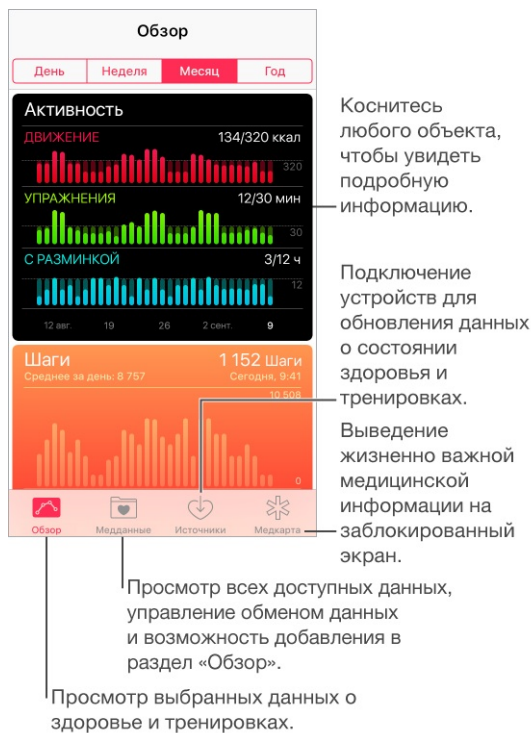 Обзор
День Неделя Месяц Год
Активность
ДВИЖЕНИЕ 134/320 ккал
320
УПРАЖНЕНИЯ 12/30 мин
30
С РАЗМИНКОЙ 3/12 ч
12
12 авг. 19 26 2 сент. 9
Шаги 1 152 Шаги
Среднее за день: 8 757 Сегодня, 9:41
10 508
0
Обзор Медданные Источники Медкарта
Коснитесь
любого объекта,
чтобы увидеть
подробную
информацию.
Подключение
устройств для
обновления данных
о состоянии
здоровья и
тренировках.
Выведение
жизненно важной
медицинской
информации на
заблокированный
экран.
Просмотр всех доступных данных,
управление обменом данных
и возможность добавления в
раздел «Обзор».
Просмотр выбранных данных о
здоровье и тренировках.